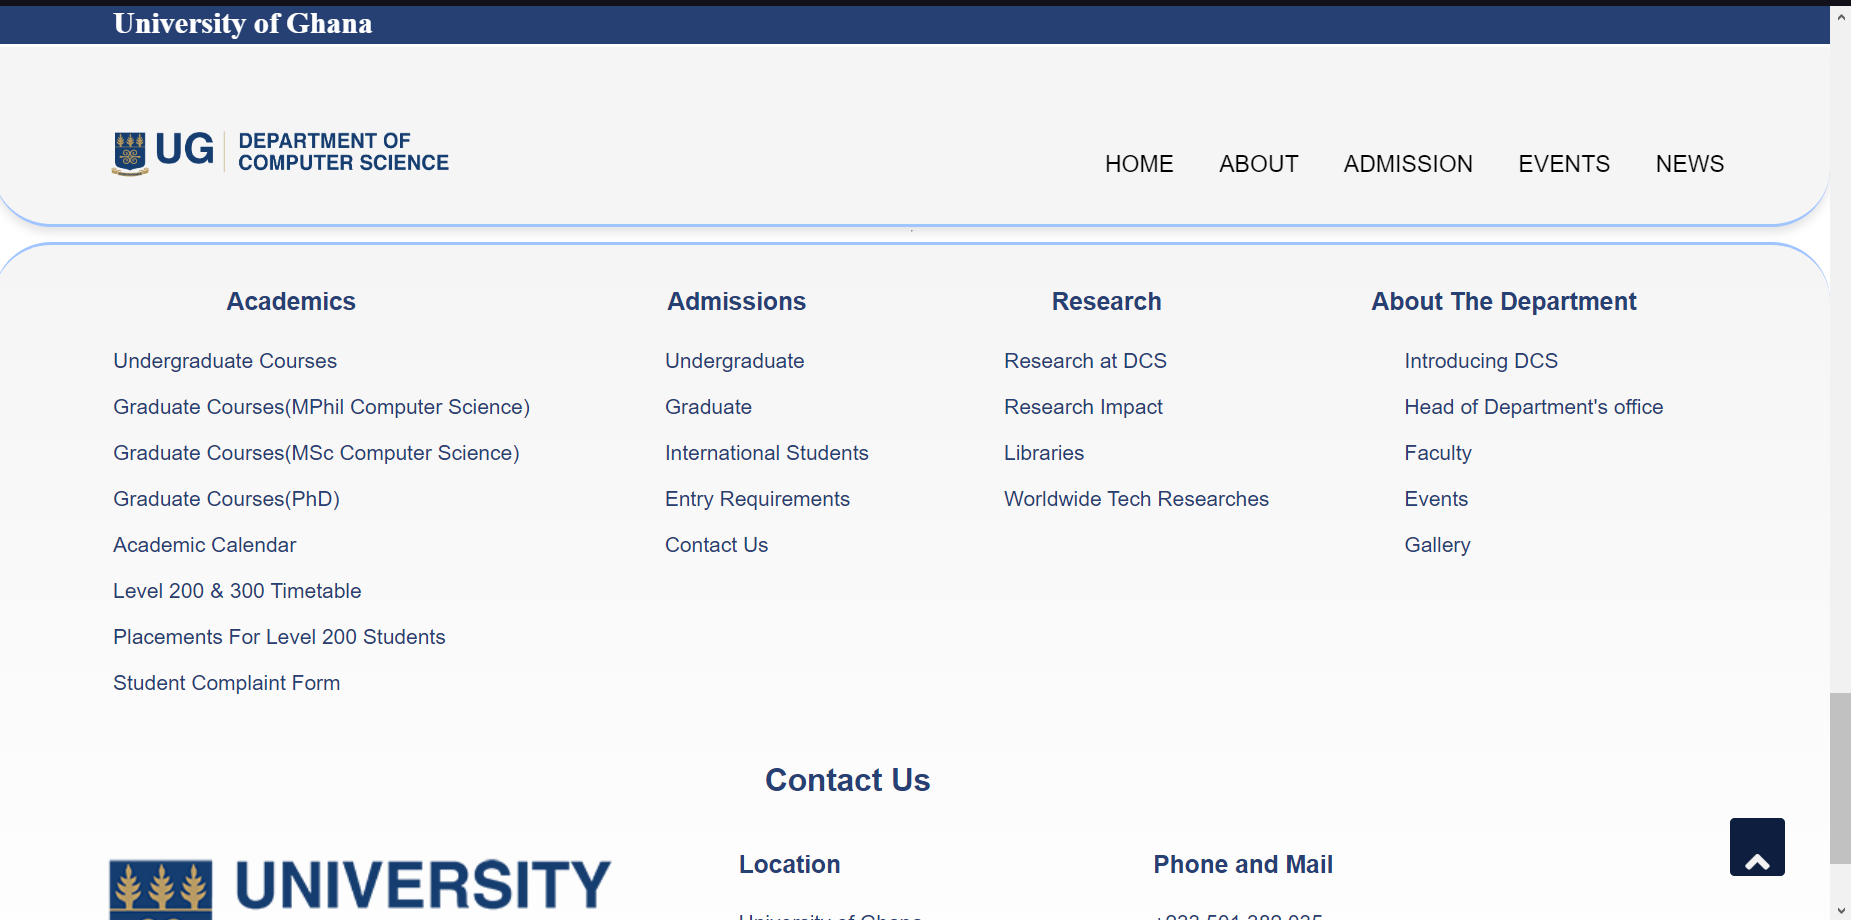 University of Ghana
UG
DEPARTMENT OF
COMPUTER SCIENCE
HOME ABOUT ADMISSION EVENTS NEWS
Academics
Undergraduate Courses
Graduate Courses(MPhil Computer Science)
Graduate Courses(MSc Computer Science)
Graduate Courses(PhD)
Academic Calendar
Level 200 & 300 Timetable
Placements For Level 200 Students
Student Complaint Form
Admissions
Undergraduate
Graduate
International Students
Entry Requirements
Contact Us
Research
Research at DCS
Research Impact
Libraries
Worldwide Tech Researches
About The Department
Introducing DCS
Head of Department's office
Faculty
Events
Gallery
Contact Us
UNIVERSITY
Location
University of Ghana
Phone and Mail